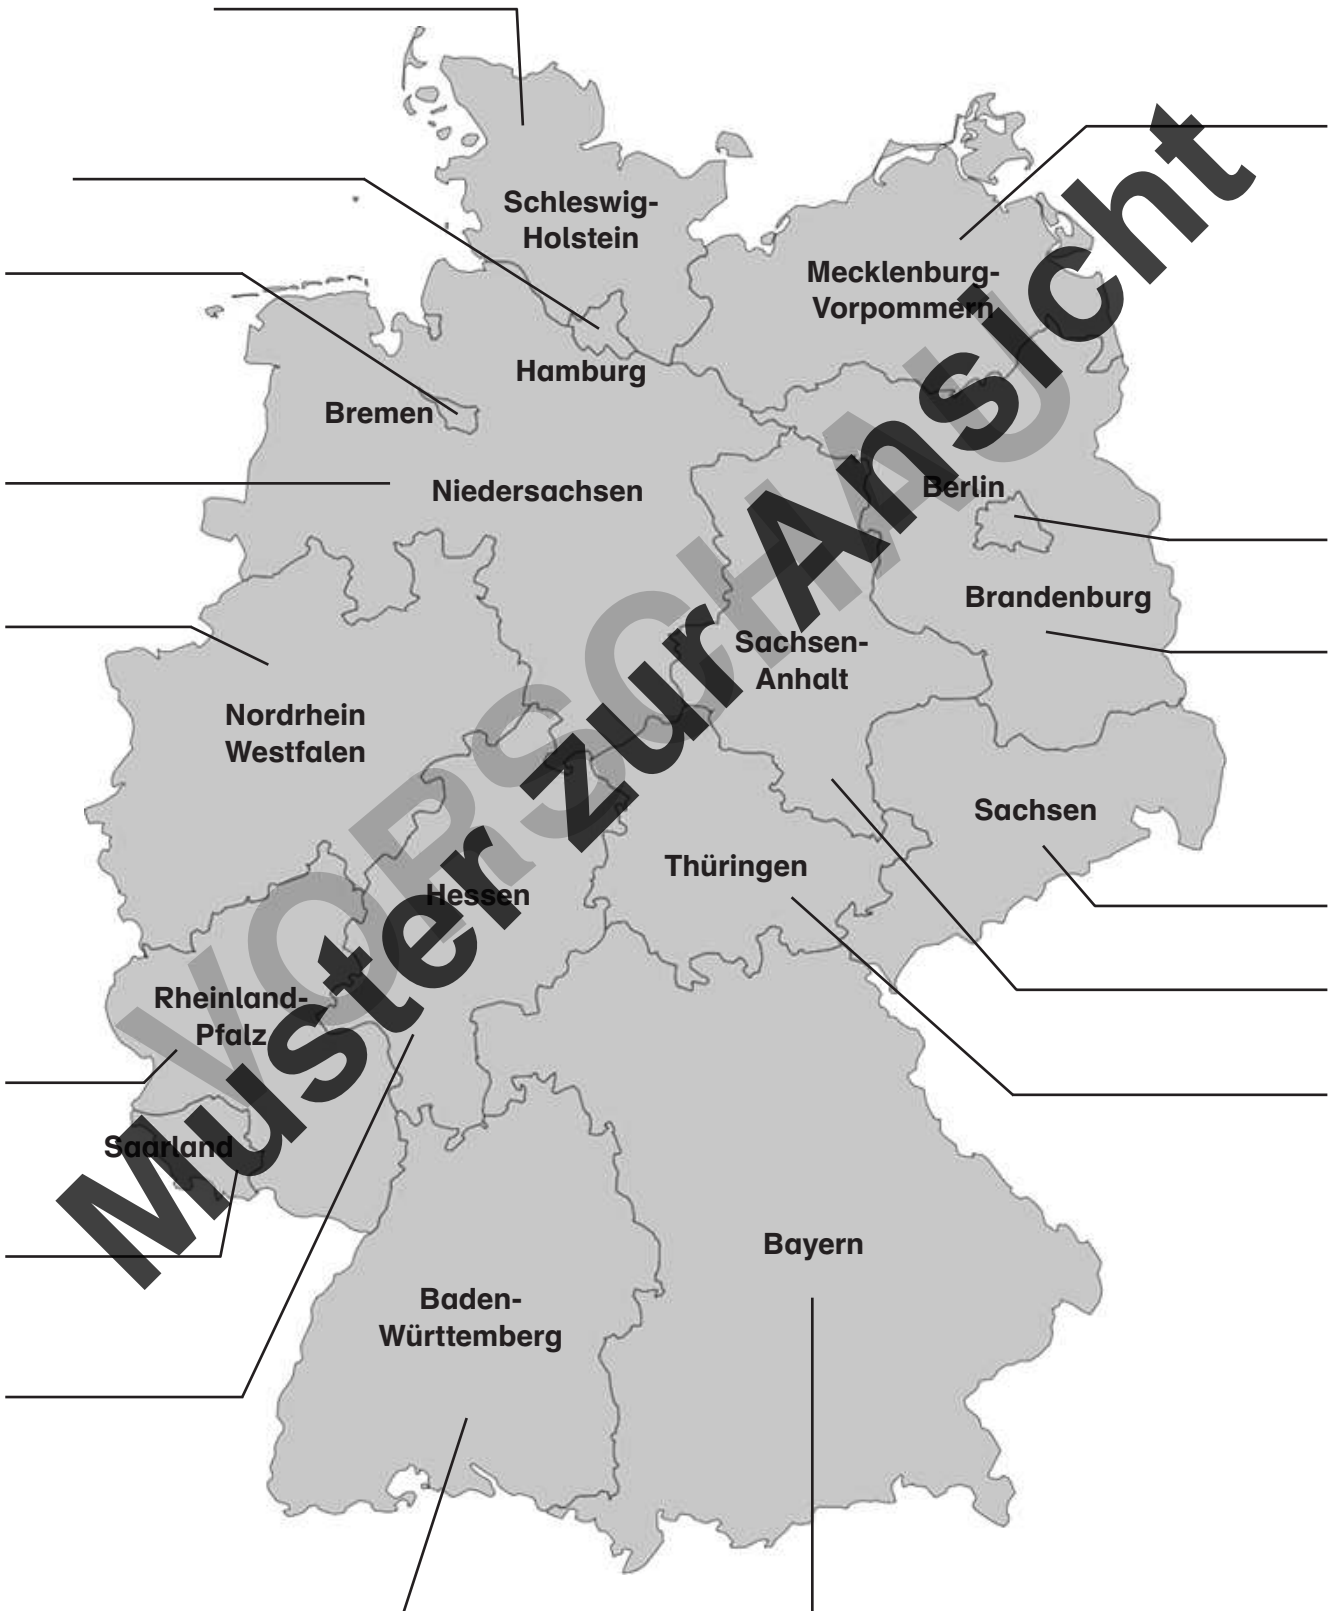 Schleswig-
Holstein
Mecklenburg-
Vorpommern
Hamburg
Bremen
Niedersachsen
Berlin
Brandenburg
Sachsen-
Anhalt
Nordrhein
Westfalen
Sachsen
Thüringen
Hessen
Rheinland-
Pfalz
Saarland
Bayern
Baden-
Württemberg
VORSCHAU
Muster zur Ansicht